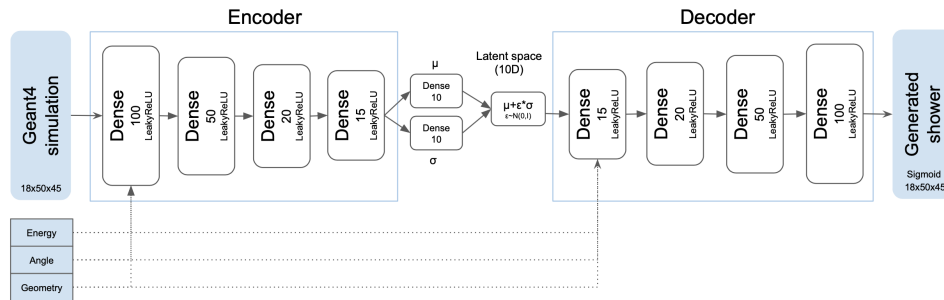 Encoder
Decoder
Geant4
simulation
18x50x45
Dense
100
LeakyReLU
Dense
50
LeakyReLU
Dense
20
LeakyReLU
Dense
15
LeakyReLU
μ
Dense
10
Dense
10
σ
Latent space
(10D)
μ+ε*σ
ε~N(0,I)
Dense
15
LeakyReLU
Dense
20
LeakyReLU
Dense
50
LeakyReLU
Dense
100
LeakyReLU
Generated
shower
Sigmoid
18x50x45
Energy
Angle
Geometry